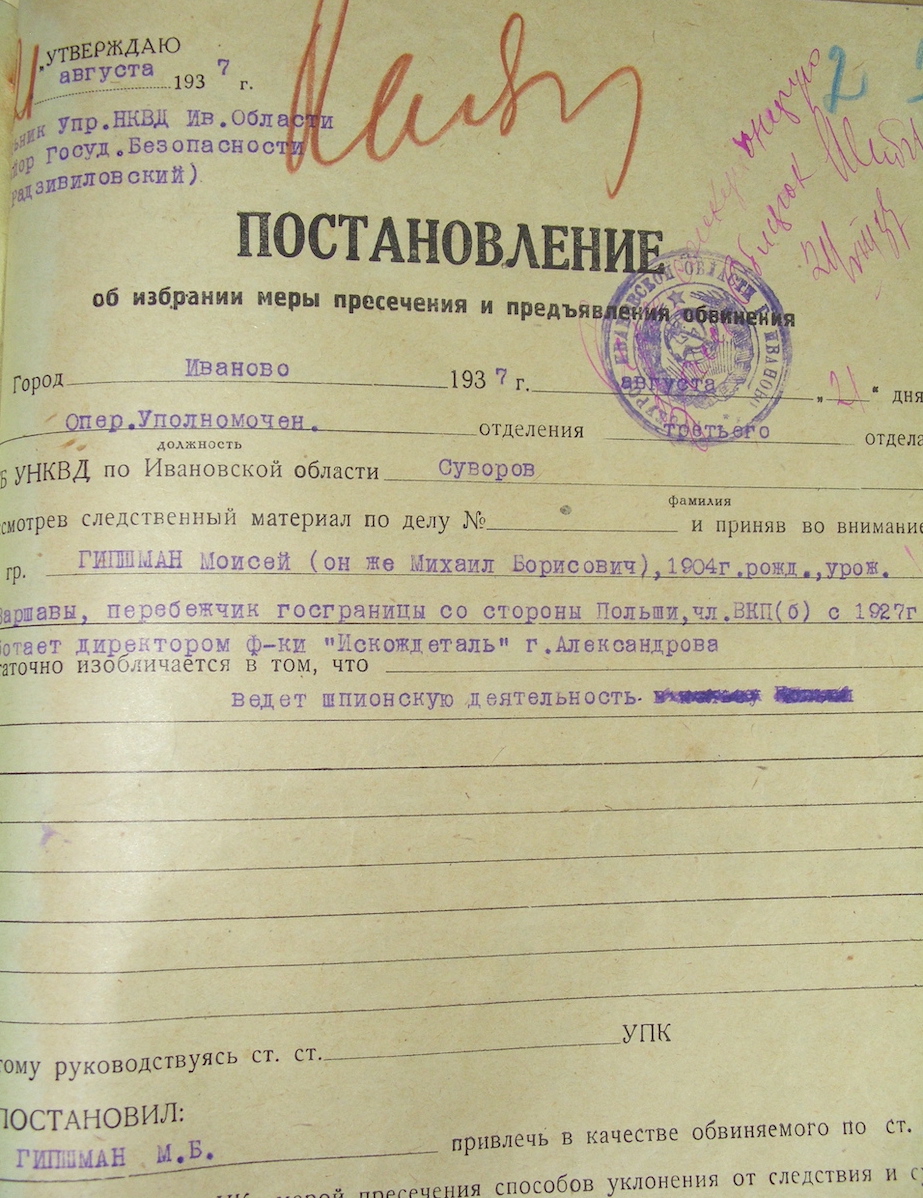 „УТВЕРЖДАЮ
21 августа 1937 г.
ьник Упр.НКВД Ив.Области
йор Госуд.Безопасности
радзивиловский)
ПОСТАНОВЛЕНИЕ
об избрании меры пресечения и предъявления обвинения
Город Иваново 1937 г. августа „21“ дня
Опер.Уполномочен. отделения третьего отдела
должность
Б УНКВД по Ивановской области Суворов
фамилия
смотрев следственный материал по делу № и приняв во внимание
гр. ГИПШМАН Моисей (он же Михаил Борисович),1904г.рожд.,урож.
Варшавы, перебежчик госграницы со стороны Польши,чл.ВКП(б) с 1927г
ботает директором ф-ки "Искождеталь" г.Александрова
таточно изобличается в том, что
ведет шпионскую деятельность-
тому руководствуясь ст. ст. УПК
ПОСТАНОВИЛ:
ГИПШМАН М.Б. привлечь в качестве обвиняемого по ст.
мерой пресечения способов уклонения от следствия и с